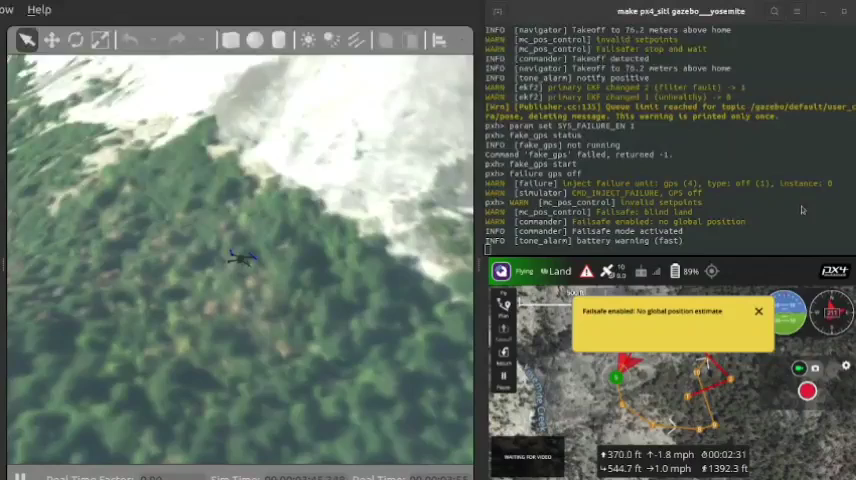 Help
make px4_sitl gazebo___yosemite
INFO [navigator] Takeoff to 76.2 meters above home
WARN [mc_pos_control] invalid setpoints
WARN [mc_pos_control] Failsafe: stop and wait
INFO [commander] Takeoff detected
INFO [navigator] Takeoff to 76.2 meters above home
INFO [tone_alarm] notify positive
WARN [ekf2] primary EKF changed 2 (filter fault) -> 1
WARN [ekf2] primary EKF changed 1 (unhealthy) -> 0
[Wrn] [Publisher.cc:135] Queue limit reached for topic /gazebo/default/user_c
ra/pose, deleting message. This warning is printed only once.
pxh> param set SYS_FAILURE_EN 1
pxh> fake_gps status
INFO [fake_gps] not running
Command 'fake_gps' failed, returned -1.
pxh> fake_gps start
pxh> failure gps off
WARN [failure] inject failure unit: gps (4), type: off (1), instance: 0
WARN [simulator] CMD_INJECT_FAILURE, GPS off
pxh> WARN [mc_pos_control] invalid setpoints
WARN [mc_pos_control] Failsafe: blind land
WARN [commander] Failsafe enabled: no global position
INFO [commander] Failsafe mode activated
INFO [tone_alarm] battery warning (fast)
Flying Land 10 89% PX4
Failsafe enabled: No global position estimate
Plan
Return
Pause
WAITING FOR VIDEO
370.0 ft -1.8 mph 00:02:31
544.7 ft 1.0 mph 1392.3 ft
Real Time Factor:
Sim Time:
Real Time: